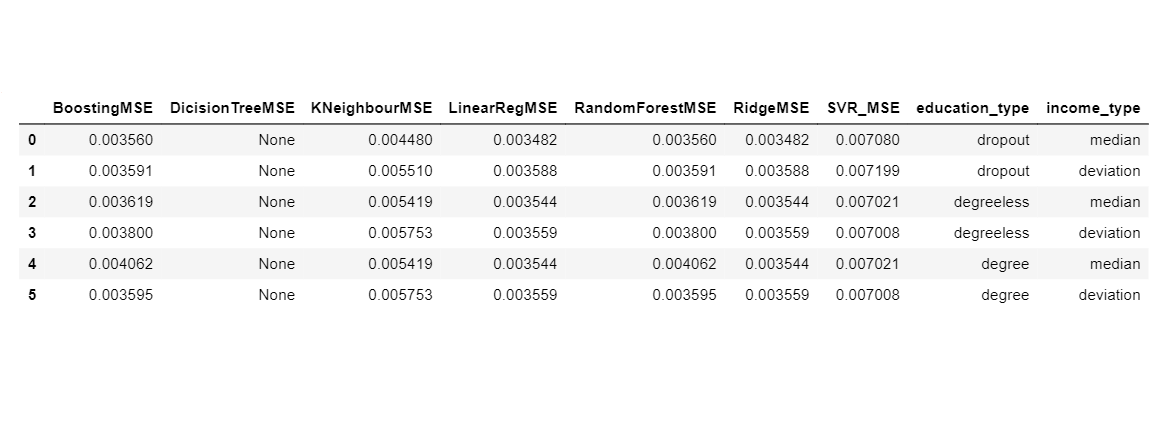 BoostingMSE DicisionTreeMSE KNeighbourMSE LinearRegMSE RandomForestMSE RidgeMSE SVR_MSE education_type income_type
0 0.003560 None 0.004480 0.003482 0.003560 0.003482 0.007080 dropout median
1 0.003591 None 0.005510 0.003588 0.003591 0.003588 0.007199 dropout deviation
2 0.003619 None 0.005419 0.003544 0.003619 0.003544 0.007021 degreeless median
3 0.003800 None 0.005753 0.003559 0.003800 0.003559 0.007008 degreeless deviation
4 0.004062 None 0.005419 0.003544 0.004062 0.003544 0.007021 degree median
5 0.003595 None 0.005753 0.003559 0.003595 0.003559 0.007008 degree deviation